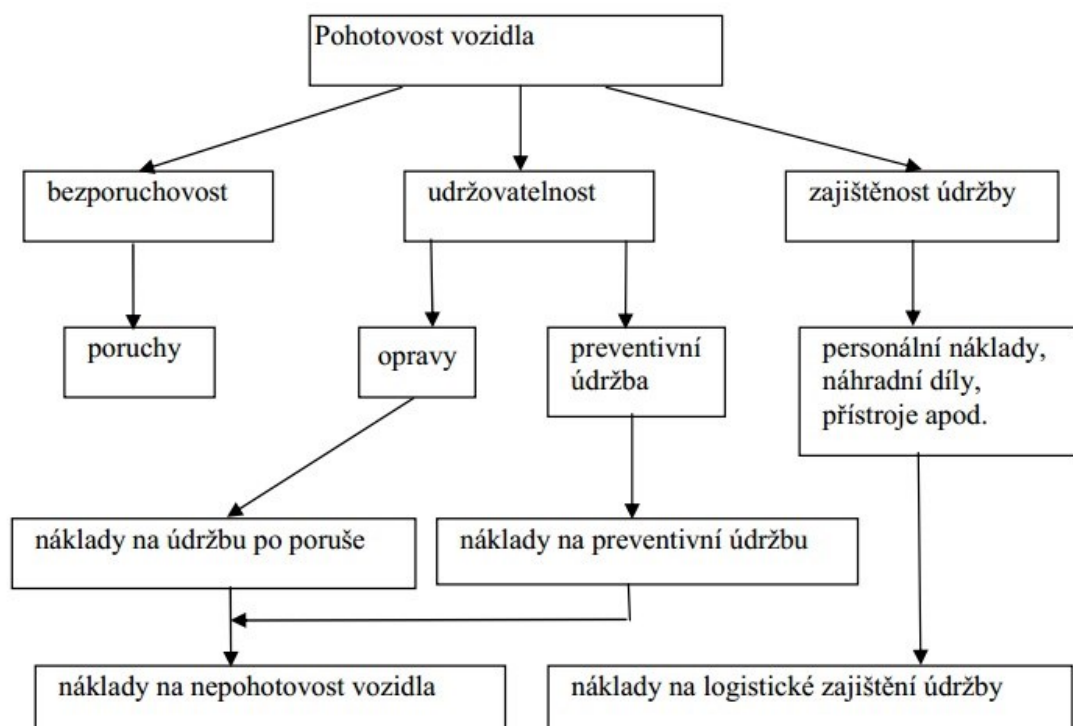 Pohotovost vozidla
bezporuchovost
udržovatelnost
zajištěnost údržby
poruchy
opravy
preventivní
údržba
personální náklady,
náhradní díly,
přístroje apod.
náklady na údržbu po poruše
náklady na preventivní údržbu
náklady na nepohotovost vozidla
náklady na logistické zajištění údržby